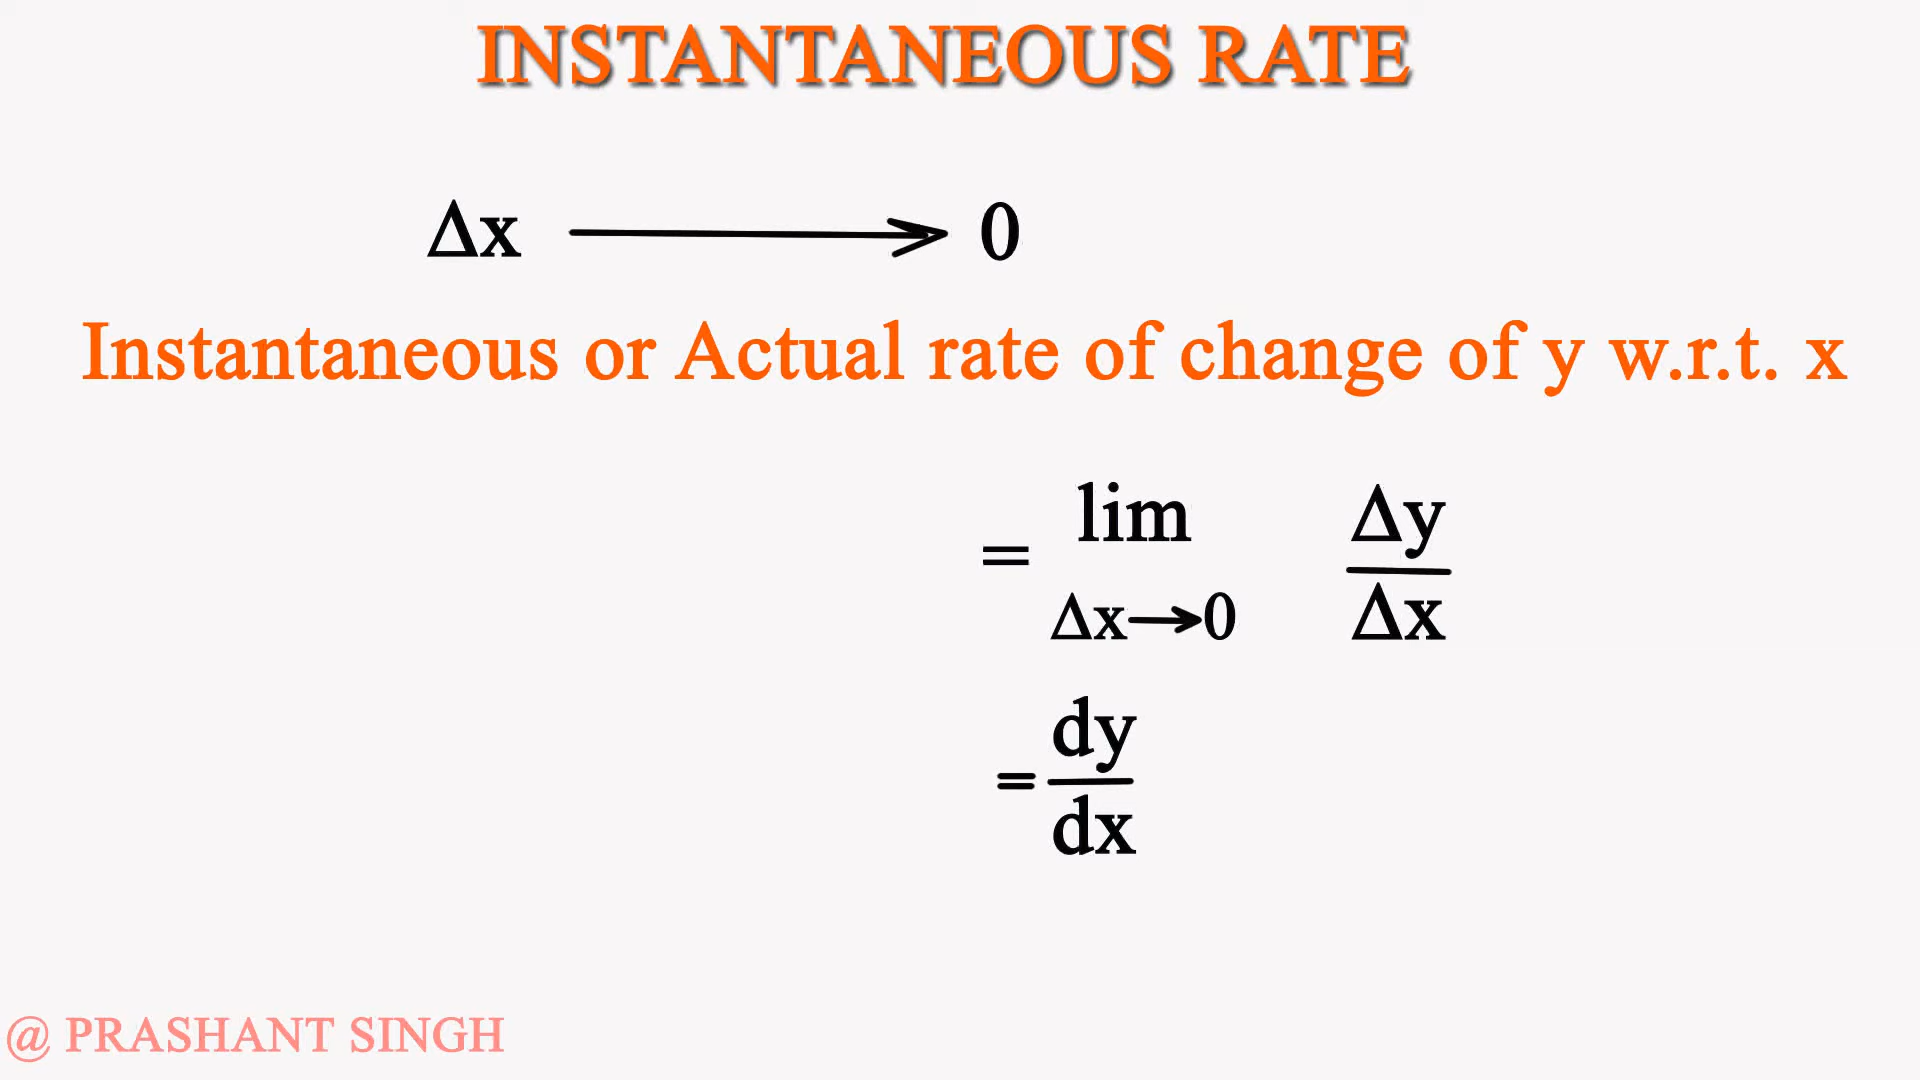 INSTANTANEOUS RATE
Δx ⟶ 0
Instantaneous or Actual rate of change of y w.r.t. x
= lim Δy
Δx→0 Δx
= dy
dx
@ PRASHANT SINGH